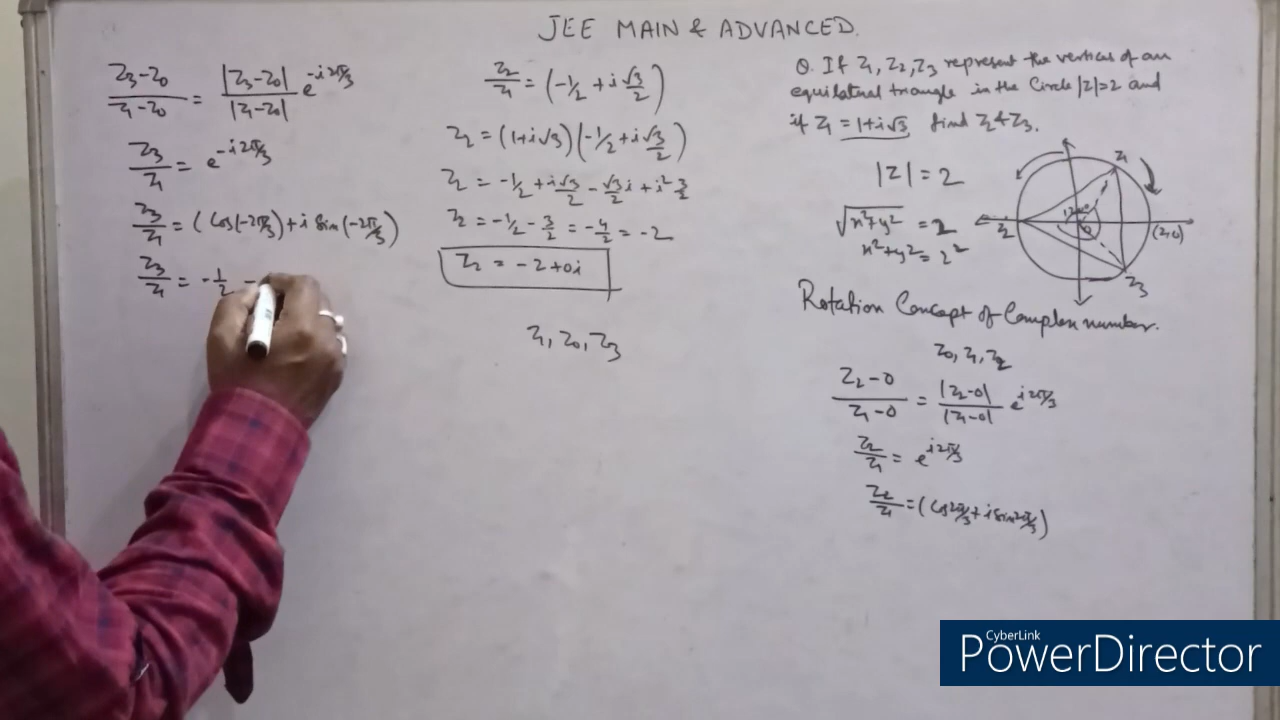 JEE MAIN & ADVANCED.
Z₃-Z₀/Z₁-Z₀ = |Z₃-Z₀|/|Z₁-Z₀| e^-i2π/3
Z₃/Z₁ = e^-i2π/3
Z₃/Z₁ = (Cos(-2π/3)+i Sin(-2π/3)
Z₃/Z₁ = -1/2 -
Z₂/Z₁ = (-1/2 + i√3/2)
Z₂ = (1+i√3)(-1/2+i√3/2)
Z₂ = -1/2 + i√3/2 - √3/2 i + i² 3/2
Z₂ = -1/2 - 3/2 = -4/2 = -2
Z₂ = -2+0i
Z₁, Z₀, Z₃
Q. If Z₁, Z₂, Z₃ represent the vertices of an
equilateral triangle in the Circle |Z|=2 and
if Z₁ = 1+i√3 find Z₂ & Z₃.
|Z| = 2
√x²+y² = 2
x²+y² = 2²
Z₁
Z₂
120°
0
(2,0)
Z₃
Rotation Concept of Complex number.
Z₀, Z₁, Z₂
Z₂-0/Z₁-0 = |Z₂-0|/|Z₁-0| e^i2π/3
Z₂/Z₁ = e^i2π/3
Z₂/Z₁ = (Cos2π/3 + i Sin2π/3)
CyberLink
PowerDirector